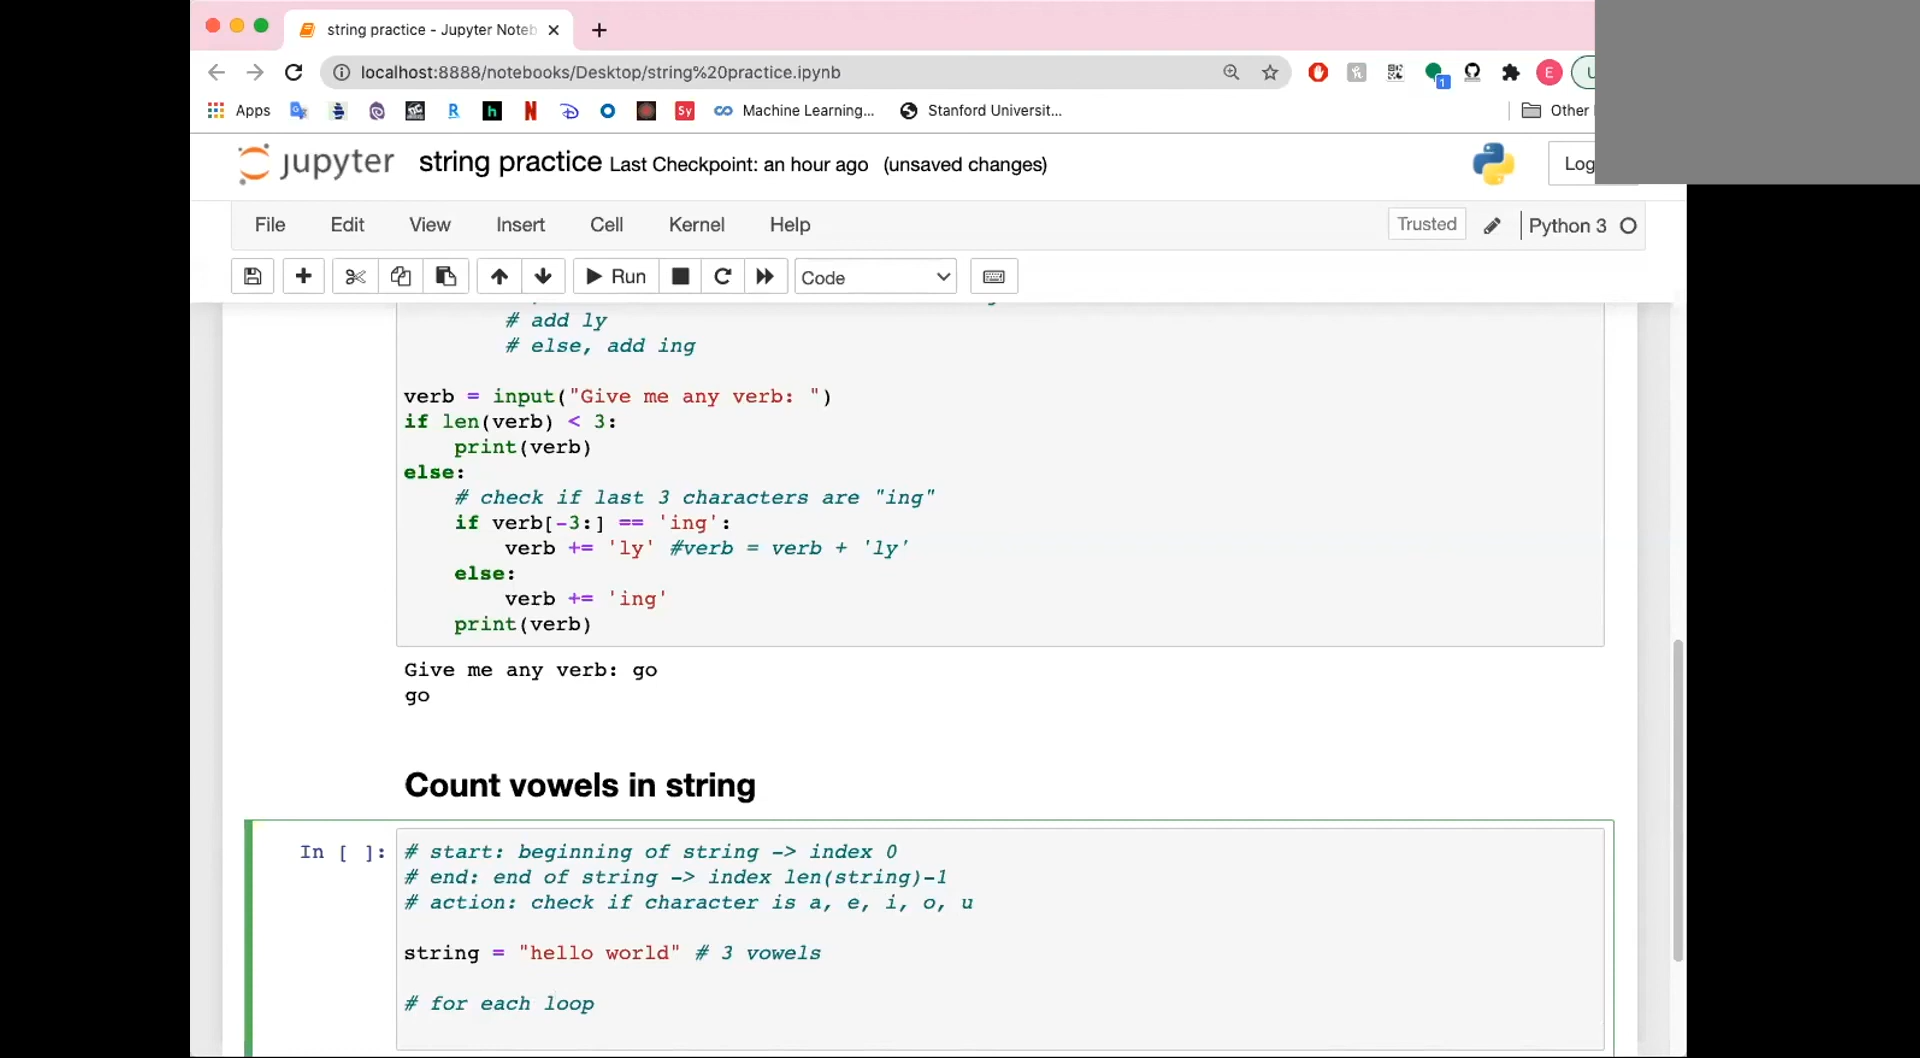 string practice - Jupyter Noteb
localhost:8888/notebooks/Desktop/string%20practice.ipynb
1
E
Apps
R
h
N
Sy
Machine Learning...
Stanford Universit...
Other
jupyter
string practice Last Checkpoint: an hour ago (unsaved changes)
Log
File Edit View Insert Cell Kernel Help
Trusted
Python 3
Run
Code
# add ly
# else, add ing
verb = input("Give me any verb: ")
if len(verb) < 3:
    print(verb)
else:
    # check if last 3 characters are "ing"
    if verb[-3:] == 'ing':
        verb += 'ly' #verb = verb + 'ly'
    else:
        verb += 'ing'
    print(verb)
Give me any verb: go
go
Count vowels in string
In [ ]:
# start: beginning of string -> index 0
# end: end of string -> index len(string)-1
# action: check if character is a, e, i, o, u
string = "hello world" # 3 vowels
# for each loop